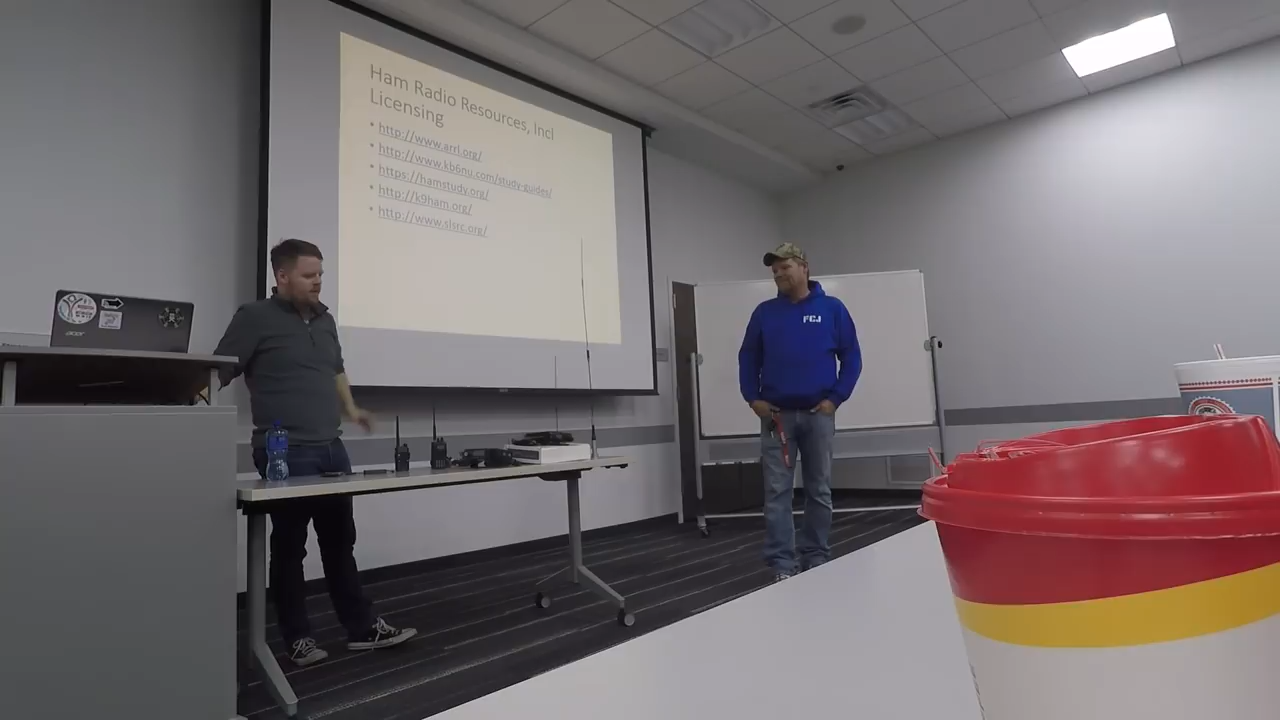 Ham Radio Resources, Incl
Licensing
• http://www.arrl.org/
• http://www.kb6nu.com/study-guides/
• https://hamstudy.org/
• http://k9ham.org/
• http://www.slsrc.org/
acer
FCJ